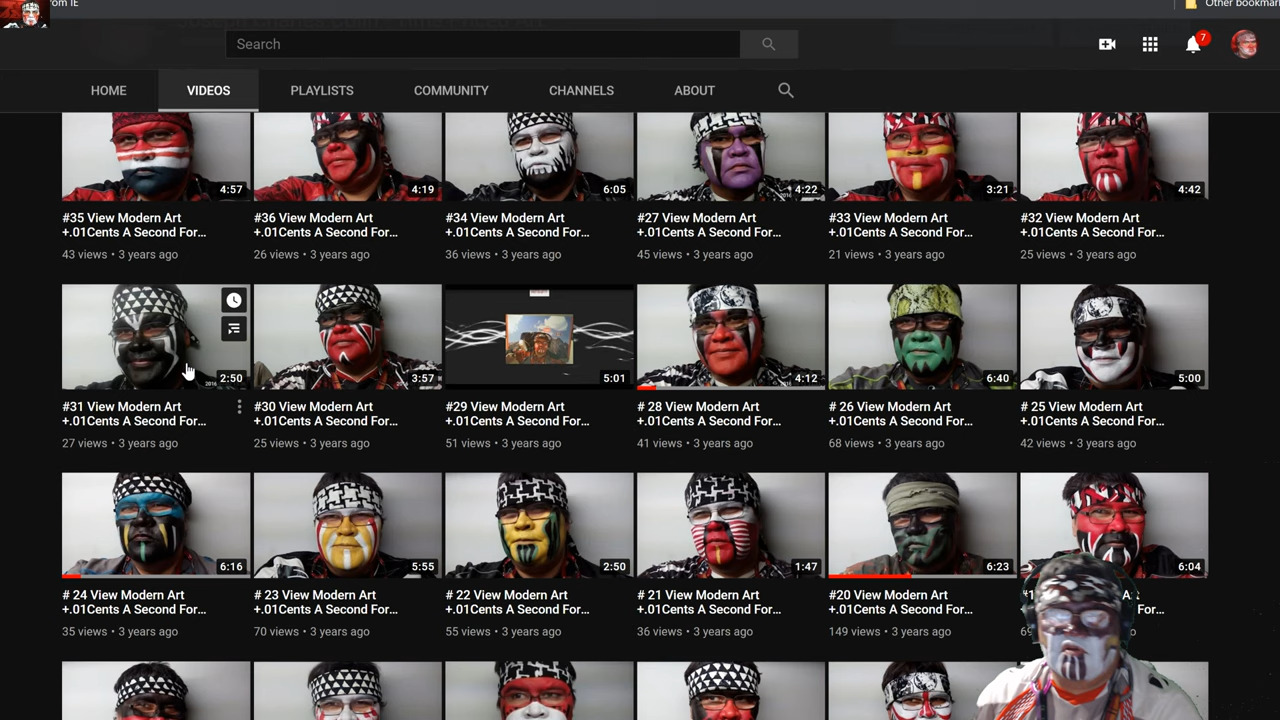 om IE
Other bookmar
Search
7
HOME
VIDEOS
PLAYLISTS
COMMUNITY
CHANNELS
ABOUT
4:57
4:19
6:05
4:22
3:21
4:42
#35 View Modern Art
+.01Cents A Second For...
43 views • 3 years ago
#36 View Modern Art
+.01Cents A Second For...
26 views • 3 years ago
#34 View Modern Art
+.01Cents A Second For...
36 views • 3 years ago
#27 View Modern Art
+.01Cents A Second For...
45 views • 3 years ago
#33 View Modern Art
+.01Cents A Second For...
21 views • 3 years ago
#32 View Modern Art
+.01Cents A Second For...
25 views • 3 years ago
2016
2:50
3:57
5:01
4:12
6:40
5:00
#31 View Modern Art
+.01Cents A Second For...
27 views • 3 years ago
#30 View Modern Art
+.01Cents A Second For...
25 views • 3 years ago
#29 View Modern Art
+.01Cents A Second For...
51 views • 3 years ago
# 28 View Modern Art
+.01Cents A Second For...
41 views • 3 years ago
# 26 View Modern Art
+.01Cents A Second For...
68 views • 3 years ago
# 25 View Modern Art
+.01Cents A Second For...
42 views • 3 years ago
6:16
5:55
2:50
1:47
6:23
6:04
# 24 View Modern Art
+.01Cents A Second For...
35 views • 3 years ago
# 23 View Modern Art
+.01Cents A Second For...
70 views • 3 years ago
# 22 View Modern Art
+.01Cents A Second For...
55 views • 3 years ago
# 21 View Modern Art
+.01Cents A Second For...
36 views • 3 years ago
#20 View Modern Art
+.01Cents A Second For...
149 views • 3 years ago
Art